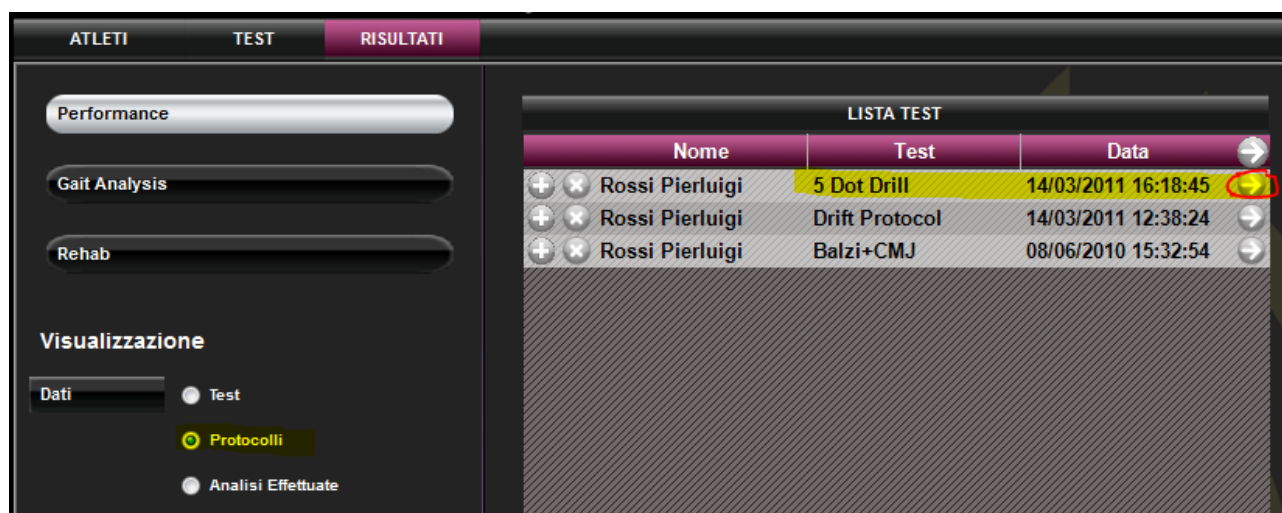 ATLETI TEST RISULTATI
Performance
Gait Analysis
Rehab
Visualizzazione
Dati
Test
Protocolli
Analisi Effettuate
LISTA TEST
Nome Test Data
Rossi Pierluigi 5 Dot Drill 14/03/2011 16:18:45
Rossi Pierluigi Drift Protocol 14/03/2011 12:38:24
Rossi Pierluigi Balzi+CMJ 08/06/2010 15:32:54